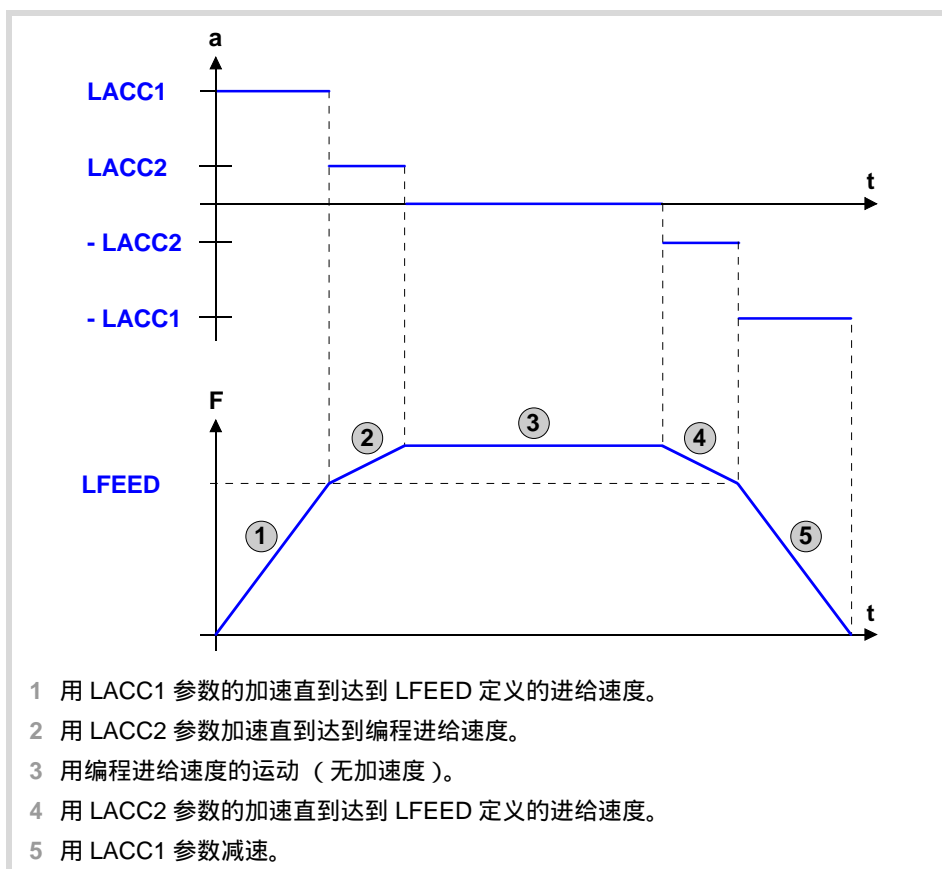 a
LACC1
LACC2
t
- LACC2
- LACC1
F
2
3
4
LFEED
1
5
t
1 用 LACC1 参数的加速直到达到 LFEED 定义的进给速度。
2 用 LACC2 参数加速直到达到编程进给速度。
3 用编程进给速度的运动 （无加速度）。
4 用 LACC2 参数的加速直到达到 LFEED 定义的进给速度。
5 用 LACC1 参数减速。